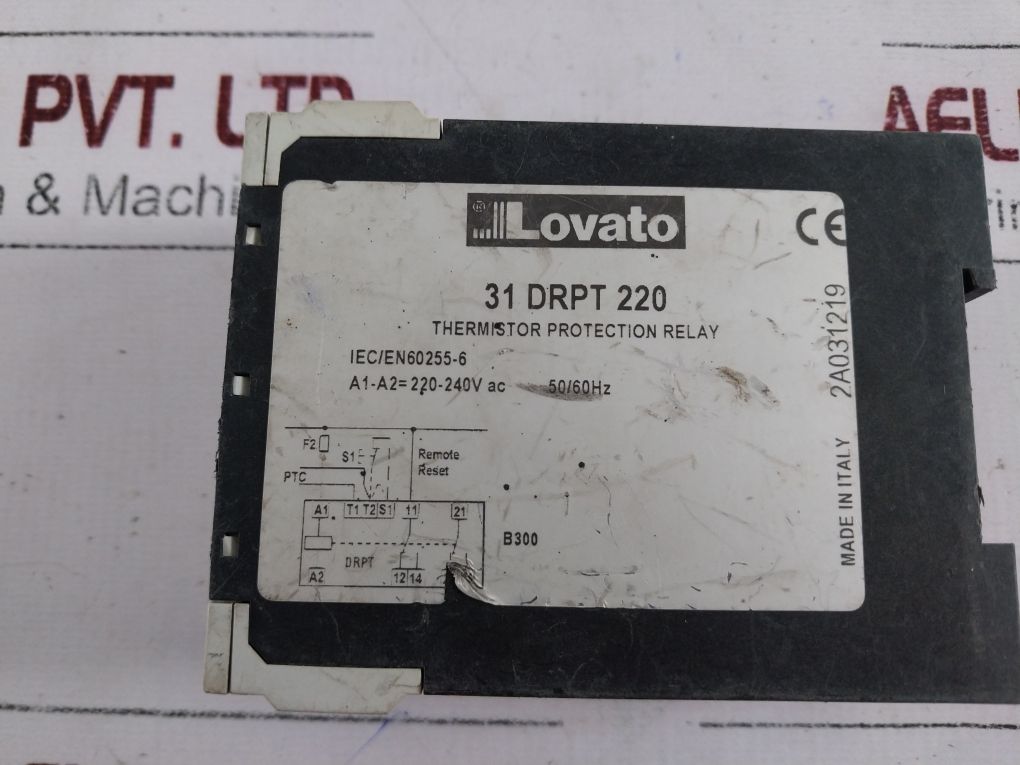 PVT. LTD
& Machi
Lovato
CE
31 DRPT 220
THERMISTOR PROTECTION RELAY
IEC/EN60255-6
A1-A2= 220-240V ac 50/60Hz
2A031219
MADE IN ITALY
F2
S1
Remote
Reset
PTC
A1 T1 T2 S1 11 21
B300
DRPT
A2 12 14